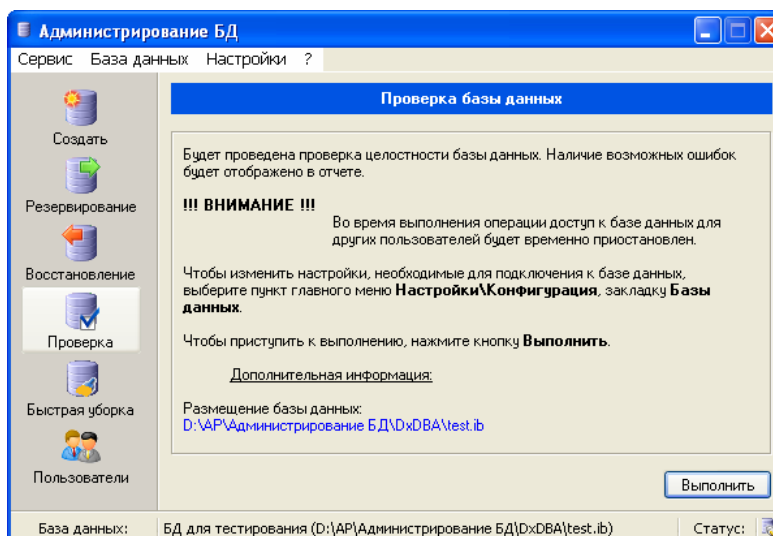 Администрирование БД
Сервис База данных Настройки ?
Создать
Резервирование
Восстановление
Проверка
Быстрая уборка
Пользователи
Проверка базы данных
Будет проведена проверка целостности базы данных. Наличие возможных ошибок
будет отображено в отчете.
!!! ВНИМАНИЕ !!!
Во время выполнения операции доступ к базе данных для
других пользователей будет временно приостановлен.
Чтобы изменить настройки, необходимые для подключения к базе данных,
выберите пункт главного меню Настройки\Конфигурация, закладку Базы
данных.
Чтобы приступить к выполнению, нажмите кнопку Выполнить.
Дополнительная информация:
Размещение базы данных:
D:\AP\Администрирование БД\DxDBA\test.ib
Выполнить
База данных: БД для тестирования (D:\AP\Администрирование БД\DxDBA\test.ib) Статус: